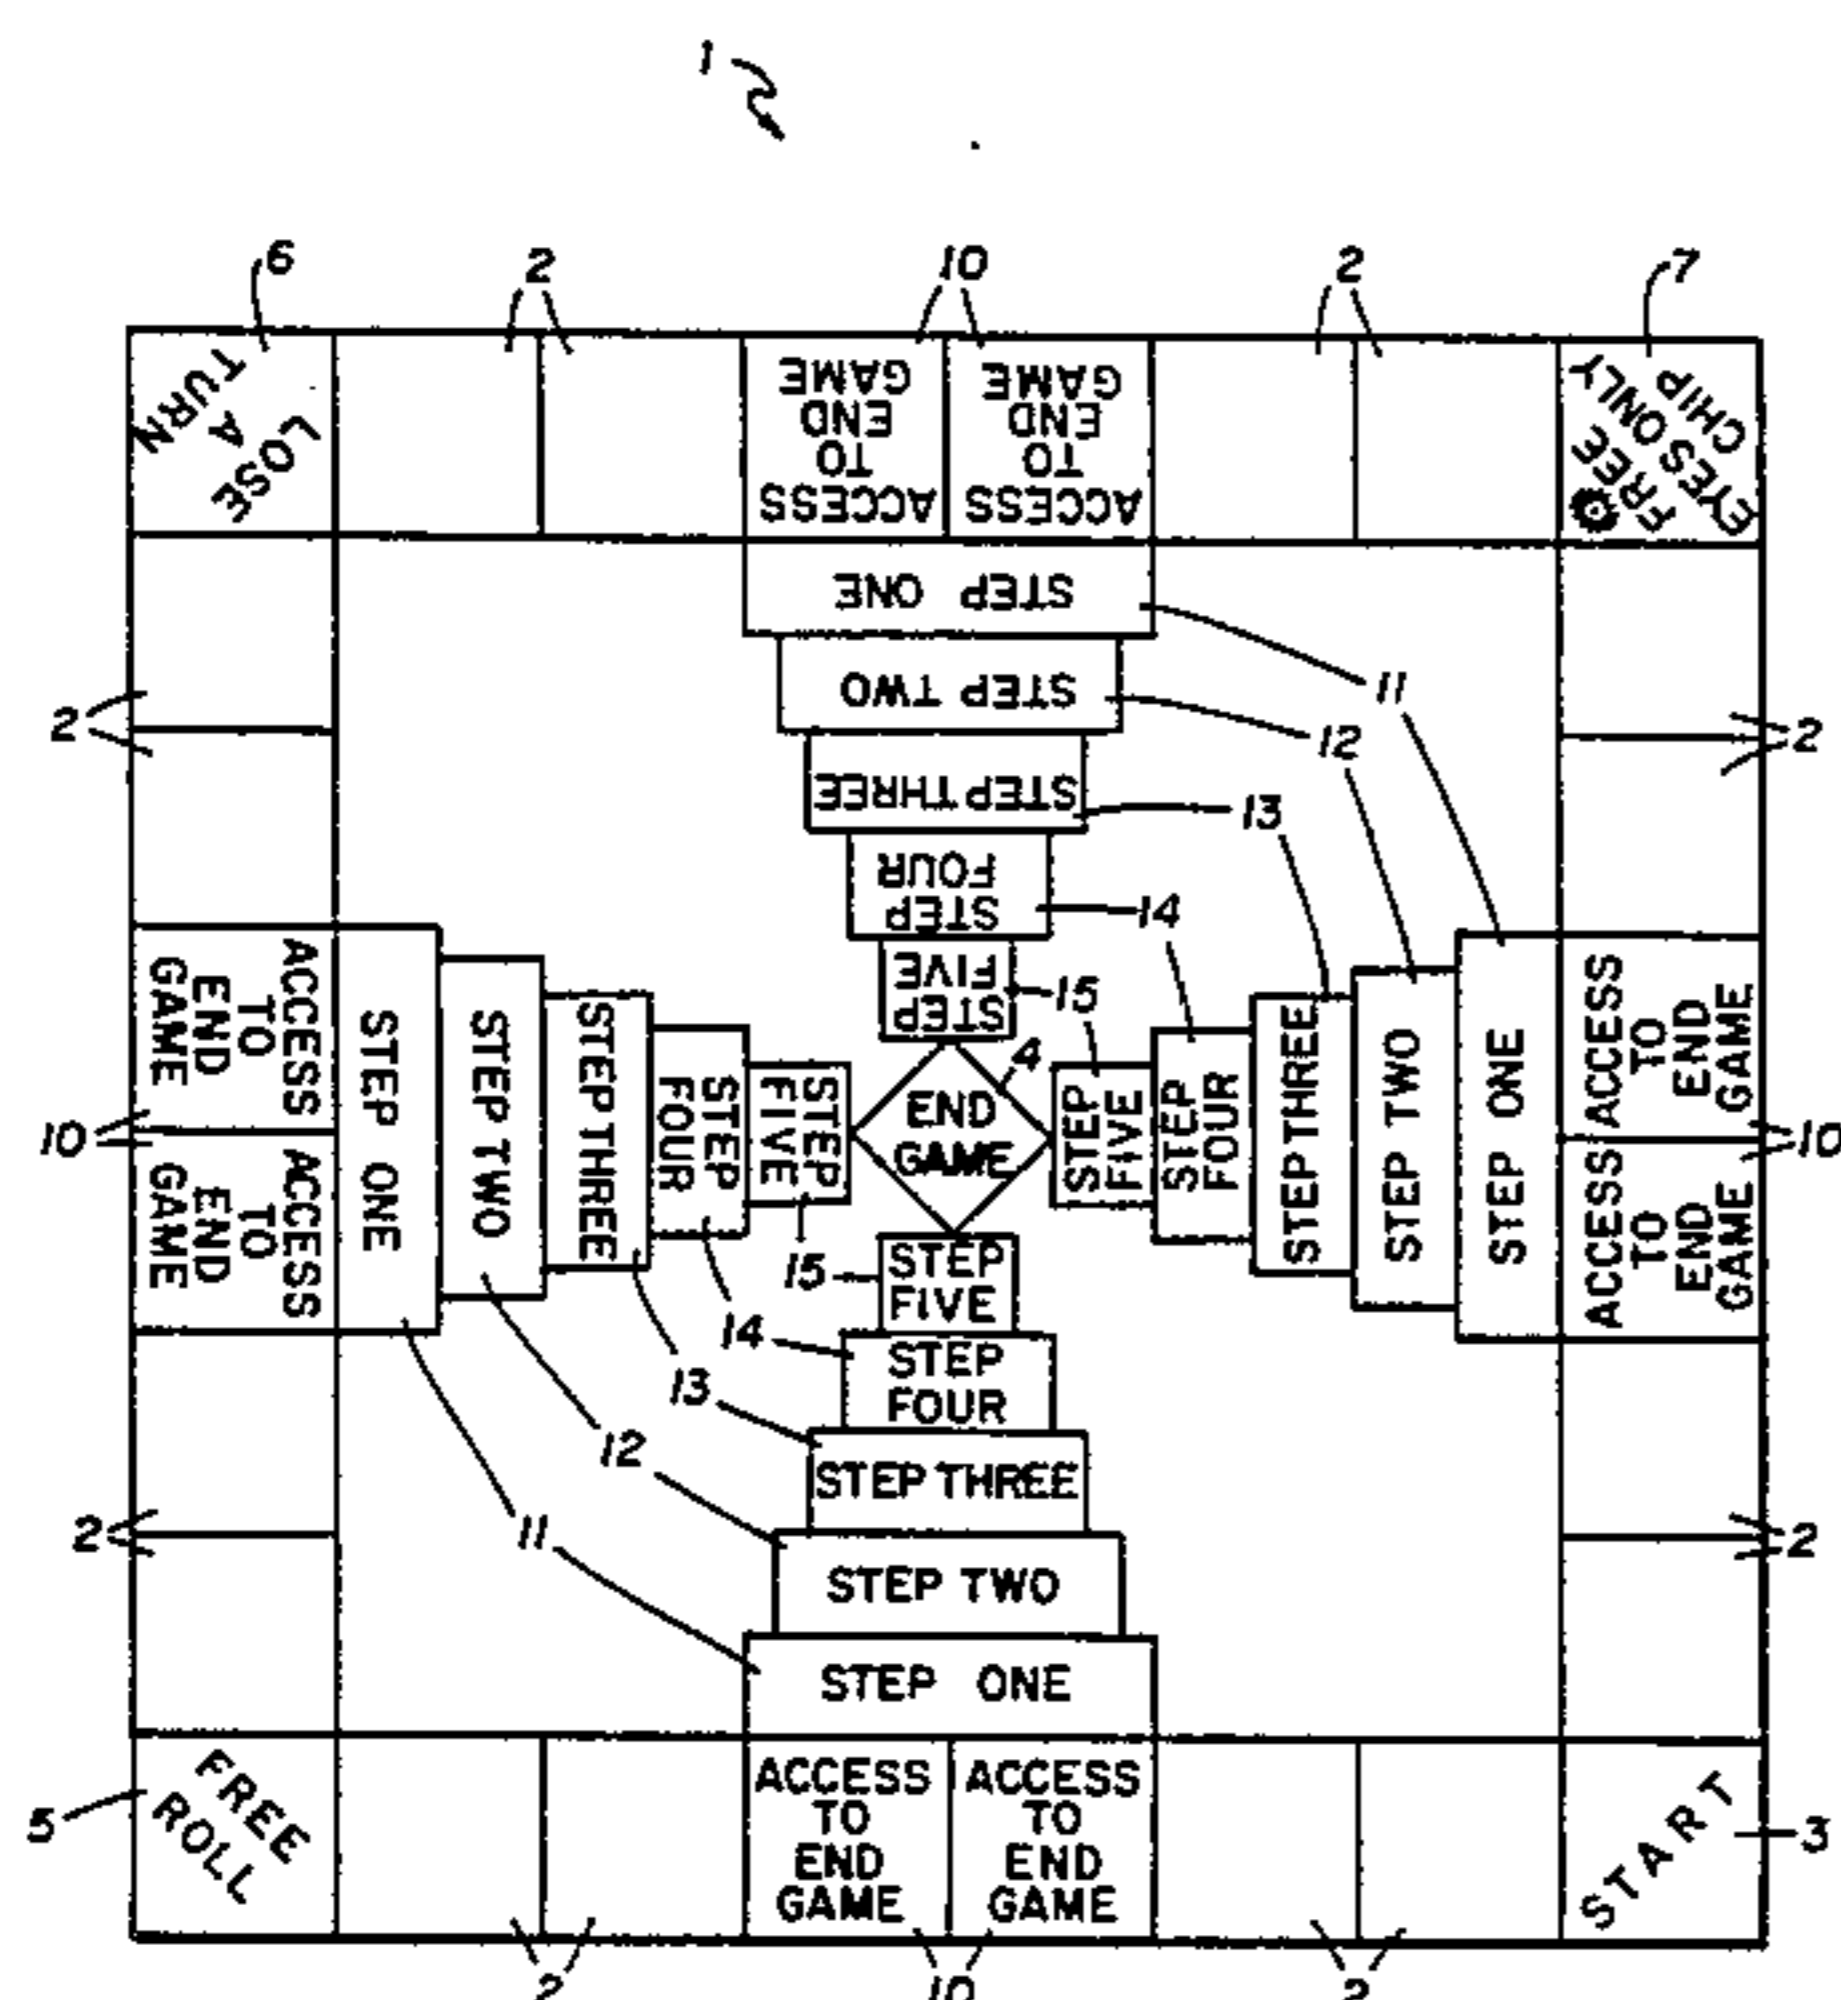 1
6
2
10
2
7
LOSE
A
TURN
ACCESS
TO
END
GAME
ACCESS
TO
END
GAME
FREE
EYES ONLY
CHIP
STEP ONE
11
STEP TWO
12
2
2
STEP THREE
13
STEP
FOUR
14
STEP
FIVE
15
4
END
GAME
ACCESS
TO
END
GAME
10
ACCESS
TO
END
GAME
STEP ONE
STEP TWO
STEP THREE
STEP
FOUR
STEP
FIVE
STEP
FIVE
STEP
FOUR
STEP THREE
STEP TWO
STEP ONE
ACCESS
TO
END
GAME
10
ACCESS
TO
END
GAME
15
STEP
FIVE
14
STEP
FOUR
13
STEP THREE
12
2
11
2
STEP TWO
STEP ONE
5
FREE
ROLL
ACCESS
TO
END
GAME
ACCESS
TO
END
GAME
START
3
2
10
2